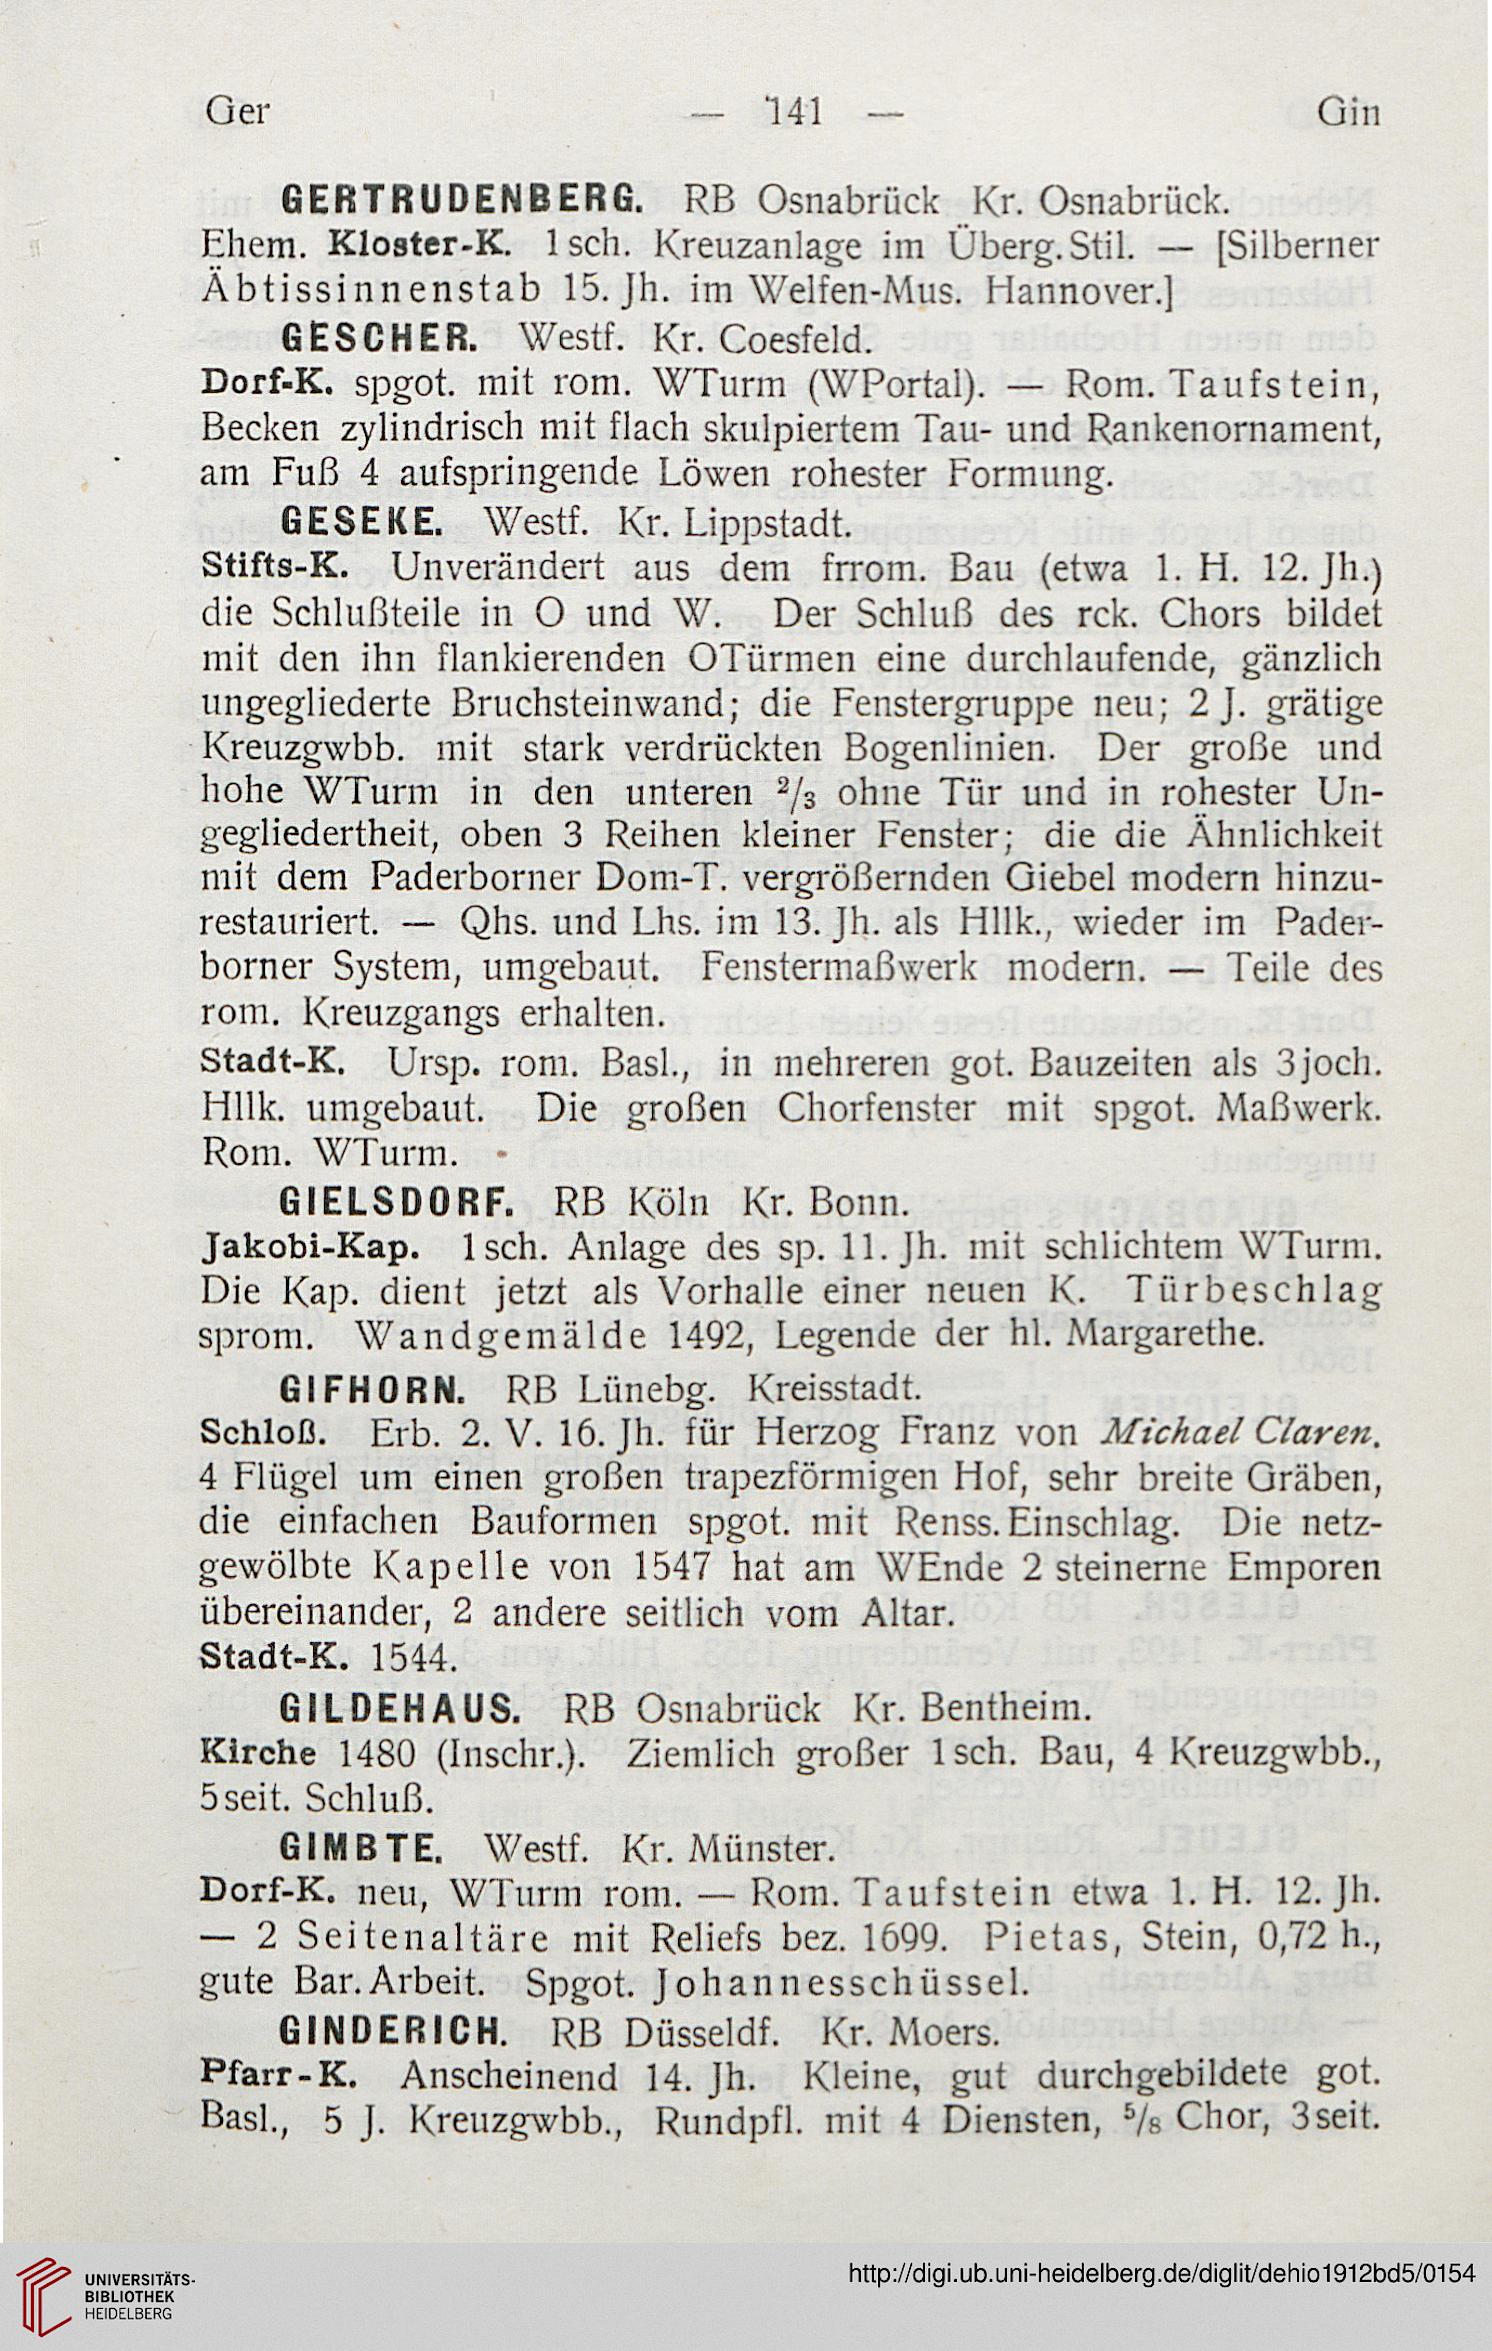 Ger — 141 — Gin
GERTRUDENBERG. RB Osnabrück Kr. Osnabrück.
Ehem. Kloster-K. 1sch. Kreuzanlage im Überg.Stil. — [Silberner
Äbtissinnenstab 15. Jh. im Welfen-Mus. Hannover.]
GESCHER. Westf. Kr. Coesfeld.
Dorf-K. spgot. mit rom. WTurm (WPortal). — Rom. Taufstein,
Becken zylindrisch mit flach skulpiertem Tau- und Rankenornament,
am Fuß 4 aufspringende Löwen rohester Formung.
GESEKE. Westf. Kr. Lippstadt.
Stifts-K. Unverändert aus dem frrom. Bau (etwa 1. H. 12. Jh.)
die Schlußteile in O und W. Der Schluß des rck. Chors bildet
mit den ihn flankierenden OTürmen eine durchlaufende, gänzlich
ungegliederte Bruchsteinwand; die Fenstergruppe neu; 2 J. grätige
Kreuzgwbb. mit stark verdrückten Bogenlinien. Der große und
hohe WTurm in den unteren 2/3 ohne Tür und in rohester Un-
gegliedertheit, oben 3 Reihen kleiner Fenster; die die Ähnlichkeit
mit dem Paderborner Dom-T. vergrößernden Giebel modern hinzu-
restauriert. — Qhs. und Lhs. im 13. Jh. als Hllk., wieder im Pader-
borner System, umgebaut. Fenstermaßwerk modern. — Teile des
rom. Kreuzgangs erhalten.
Stadt-K. Ursp. rom. Basl., in mehreren got. Bauzeiten als 3joch.
Hllk. umgebaut. Die großen Chorfenster mit spgot. Maßwerk.
Rom. WTurm.
GIELSDORF. RB Köln Kr. Bonn.
Jakobi-Kap. 1sch. Anlage des sp. 11. Jh. mit schlichtem WTurm.
Die Kap. dient jetzt als Vorhalle einer neuen K. Türbeschlag
sprom. Wandgemälde 1492, Legende der hl. Margarethe.
GIFHORN. RB Lünebg. Kreisstadt.
Schloß. Erb. 2. V. 16. Jh. für Herzog Franz von Michael Claren.
4 Flügel um einen großen trapezförmigen Hof, sehr breite Gräben,
die einfachen Bauformen spgot. mit Renss.Einschlag. Die netz-
gewölbte Kapelle von 1547 hat am WEnde 2 steinerne Emporen
übereinander, 2 andere seitlich vom Altar.
Stadt-K. 1544.
GILDEHAUS. RB Osnabrück Kr. Bentheim.
Kirche 1480 (Inschr.). Ziemlich großer 1sch. Bau, 4 Kreuzgwbb.,
5seit. Schluß.
GIMBTE. Westf. Kr. Münster.
Dorf-K. neu, WTurm rom. — Rom. Taufstein etwa 1. H. 12. Jh.
— 2 Seitenaltäre mit Reliefs bez. 1699. Pietas, Stein, 0,72 h.,
gute Bar.Arbeit. Spgot. Johannesschüssel.
GINDERICH. RB Düsseldf. Kr. Moers.
Pfarr-K. Anscheinend 14. Jh. Kleine, gut durchgebildete got.
Basl., 5 J. Kreuzgwbb., Rundpfl. mit 4 Diensten, 5/8 Chor, 3seit.
UNIVERSITÄTS-
BIBLIOTHEK
HEIDELBERG
http://digi.ub.uni-heidelberg.de/diglit/dehio1912bd5/0154